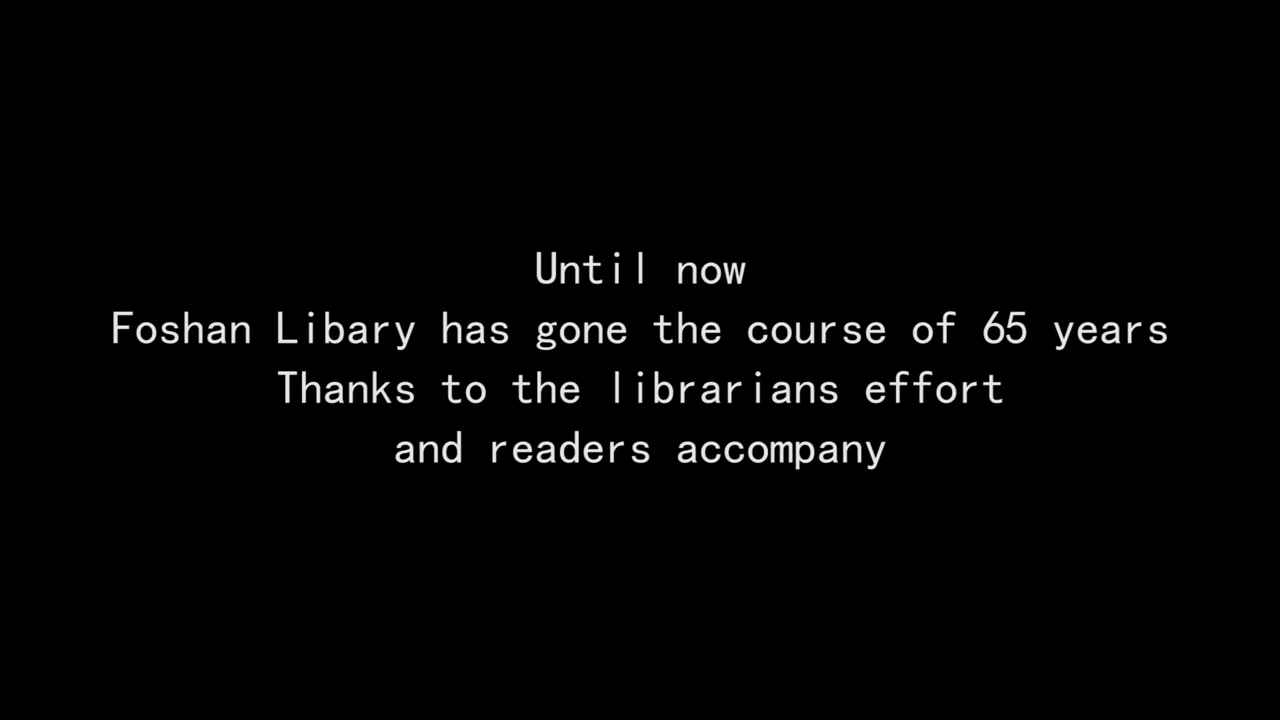 Until now
Foshan Libary has gone the course of 65 years
Thanks to the librarians effort
and readers accompany